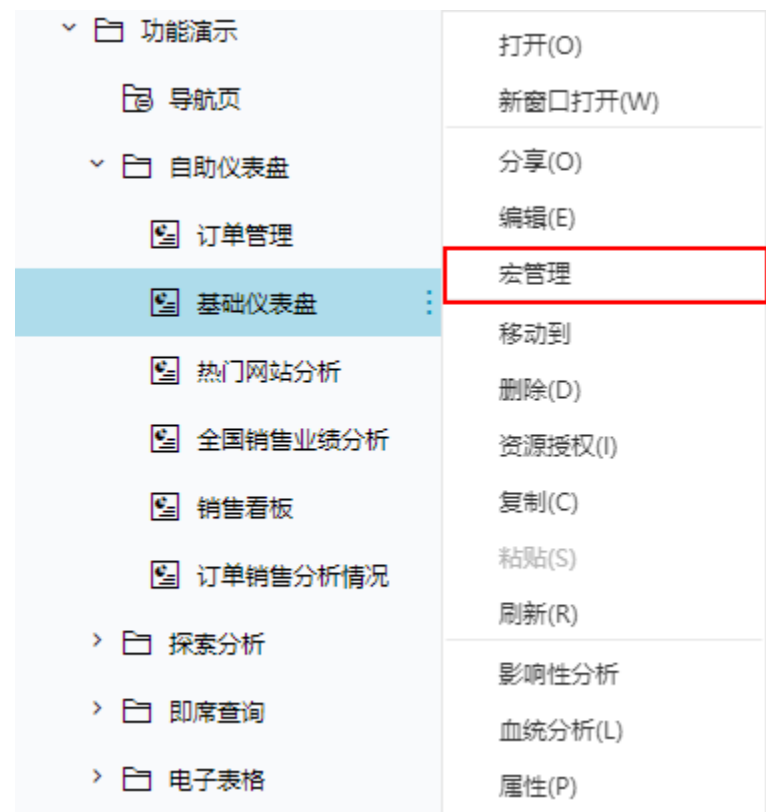 功能演示
导航页
自助仪表盘
订单管理
基础仪表盘
热门网站分析
全国销售业绩分析
销售看板
订单销售分析情况
探索分析
即席查询
电子表格
打开(O)
新窗口打开(W)
分享(O)
编辑(E)
宏管理
移动到
删除(D)
资源授权(I)
复制(C)
粘贴(S)
刷新(R)
影响性分析
血统分析(L)
属性(P)